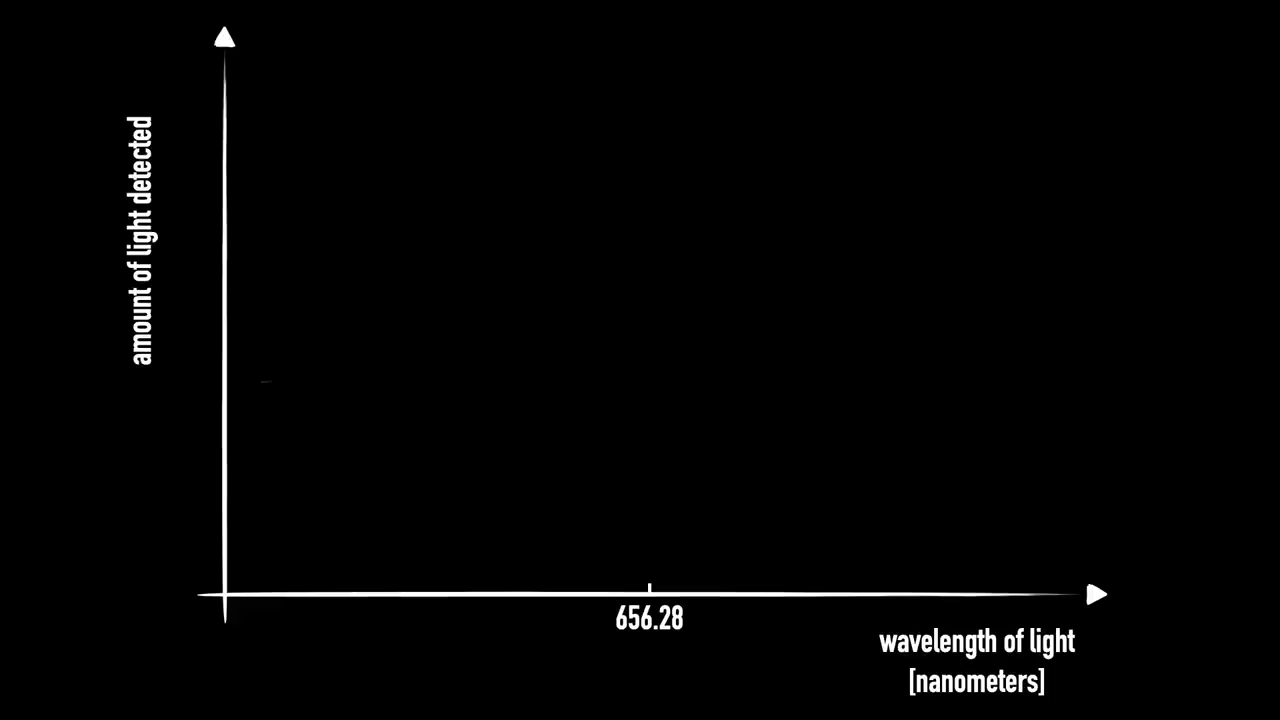 amount of light detected
656.28
wavelength of light
[nanometers]